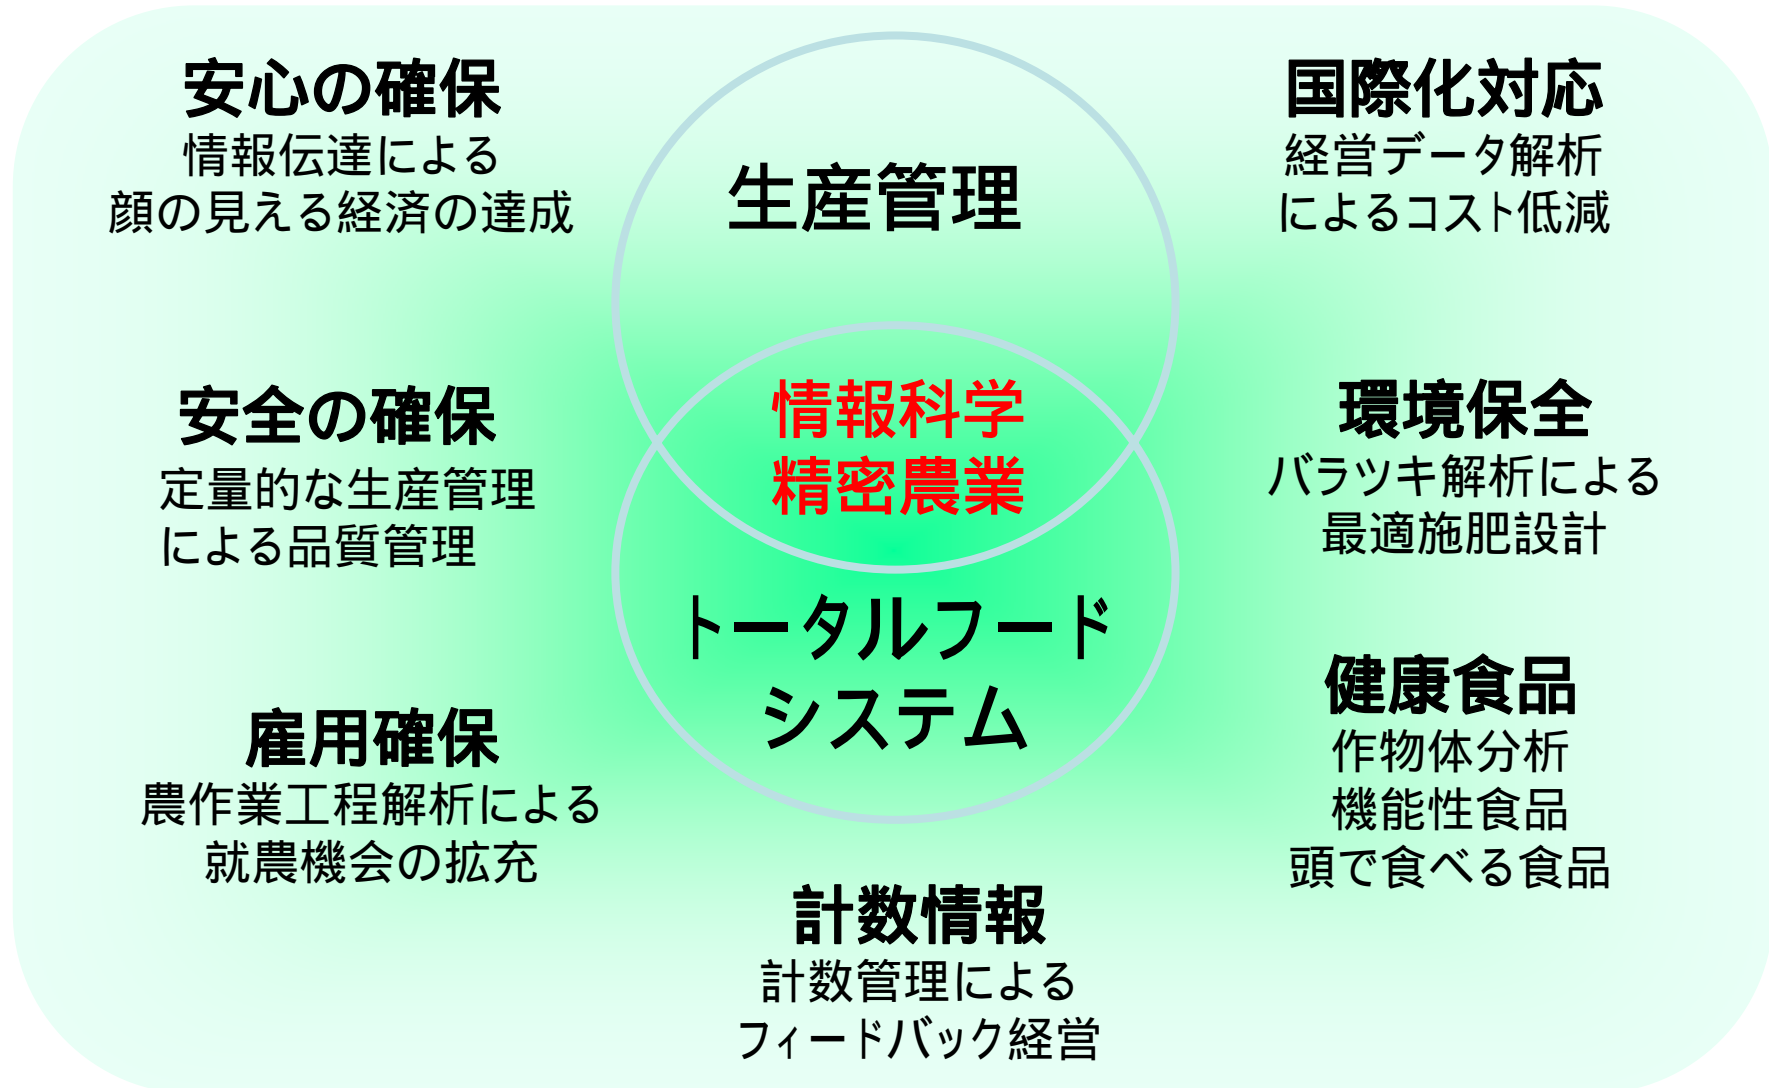 安心の確保
情報伝達による
顔の見える経済の達成
生産管理
国際化対応
経営データ解析
によるコスト低減
安全の確保
定量的な生産管理
による品質管理
情報科学
精密農業
環境保全
バラツキ解析による
最適施肥設計
トータルフード
システム
雇用確保
農作業工程解析による
就農機会の拡充
健康食品
作物体分析
機能性食品
頭で食べる食品
計数情報
計数管理による
フィードバック経営